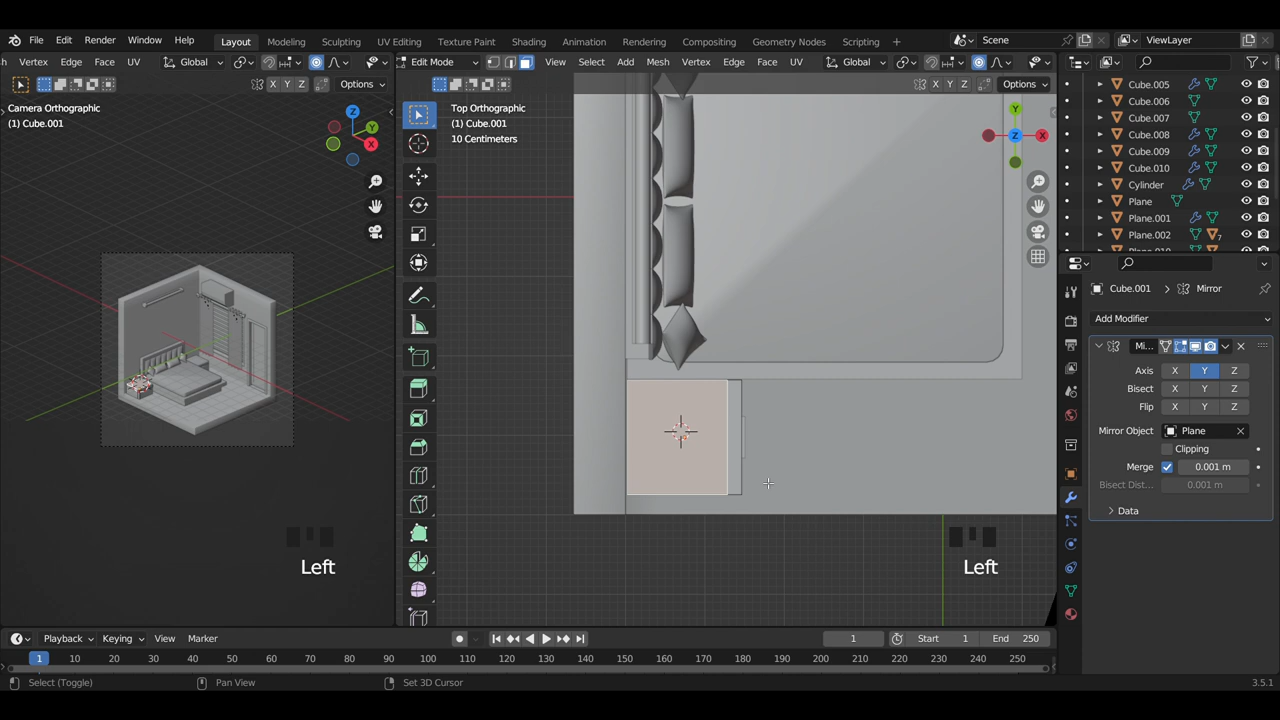 File Edit Render Window Help Layout Modeling Sculpting UV Editing Texture Paint Shading Animation Rendering Compositing Geometry Nodes Scripting + Scene ViewLayer
Vertex Edge Face UV Global Edit Mode View Select Add Mesh Vertex Edge Face UV Global
X Y Z Options X Y Z Options
Camera Orthographic
(1) Cube.001
Top Orthographic
(1) Cube.001
10 Centimeters
Z
Y
X
Y
Z
X
Cube.005
Cube.006
Cube.007
Cube.008
Cube.009
Cube.010
Cylinder
Plane
Plane.001
Plane.002 7
Cube.001 > Mirror
Add Modifier
Mi...
Axis X Y Z
Bisect X Y Z
Flip X Y Z
Mirror Object Plane
Clipping
Merge 0.001 m
Bisect Dist... 0.001 m
Data
Left
Left
Playback Keying View Marker 1 Start 1 End 250
1 10 20 30 40 50 60 70 80 90 100 110 120 130 140 150 160 170 180 190 200 210 220 230 240 250
Select (Toggle) Pan View Set 3D Cursor 3.5.1